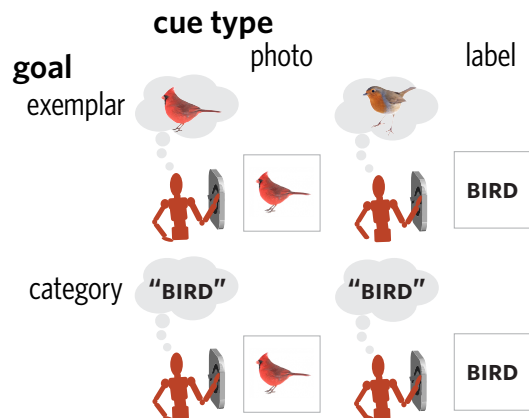 cue type
goal photo label
exemplar
BIRD
category "BIRD" "BIRD"
BIRD